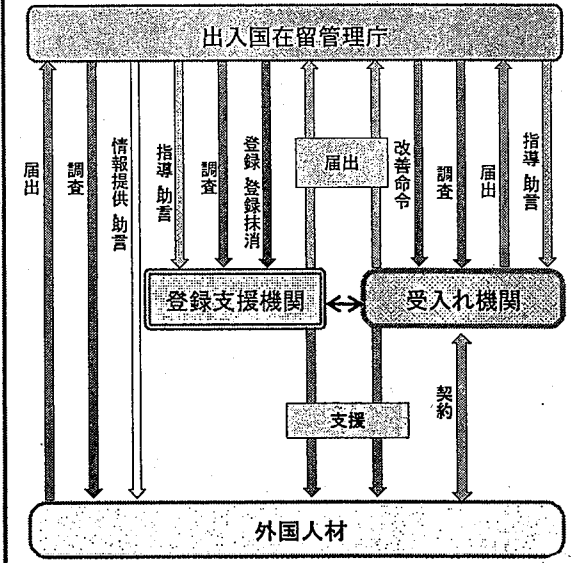 出入国在留管理庁
届出
調査
情報提供 助言
指導 助言
調査
登録 登録抹消
届出
改善命令
調査
届出
指導 助言
登録支援機関
受入れ機関
支援
契約
外国人材